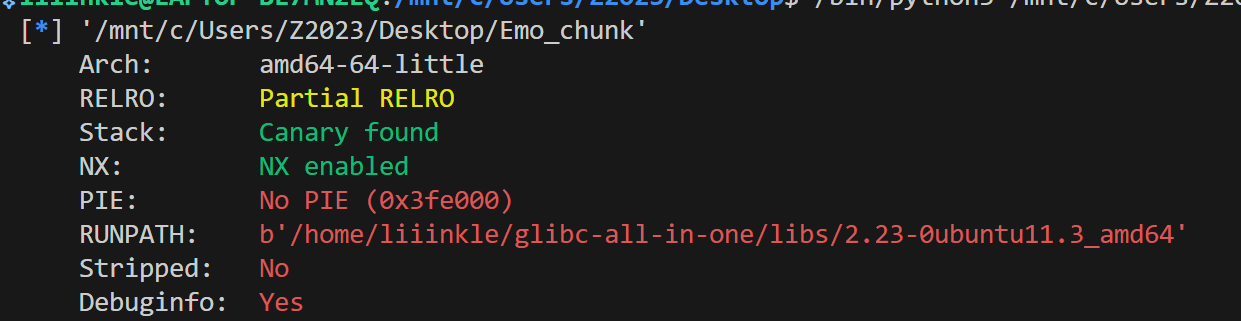 liiinkle@LAPTOP-DE7MN2EQ:/mnt/c/Users/Z2023/Desktop$ /bin/python3 /mnt/c/Users/Z20
[*] '/mnt/c/Users/Z2023/Desktop/Emo_chunk'
Arch: amd64-64-little
RELRO: Partial RELRO
Stack: Canary found
NX: NX enabled
PIE: No PIE (0x3fe000)
RUNPATH: b'/home/liiinkle/glibc-all-in-one/libs/2.23-0ubuntu11.3_amd64'
Stripped: No
Debuginfo: Yes